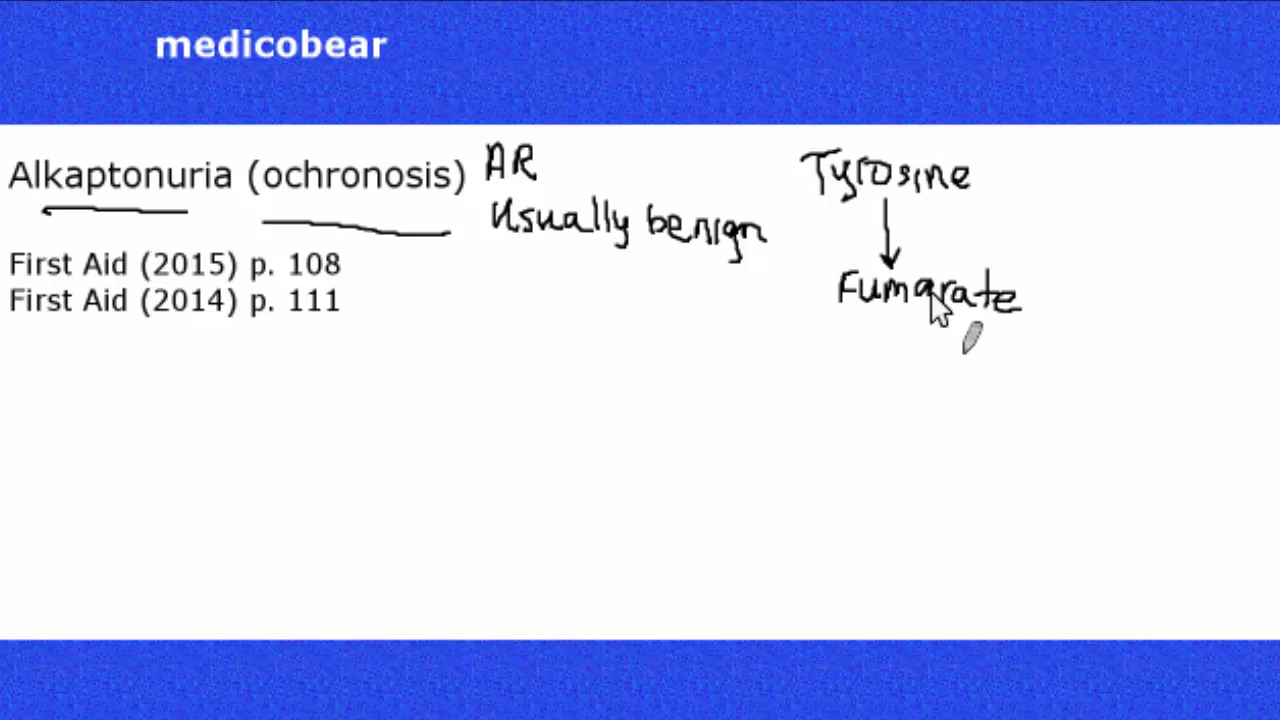 medicobear
Alkaptonuria (ochronosis) AR
Usually benign
First Aid (2015) p. 108
First Aid (2014) p. 111
Tyrosine
Fumarate